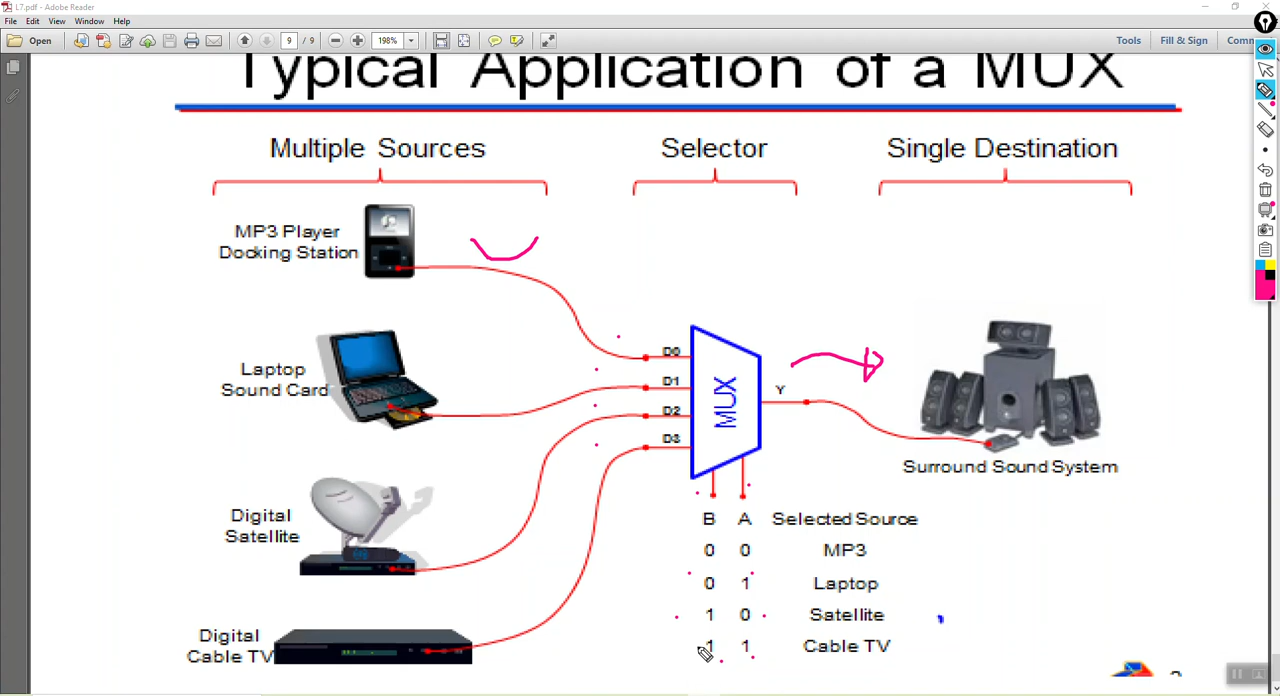 L7.pdf - Adobe Reader
File Edit View Window Help
Open 9 / 9 198% Tools Fill & Sign
Typical Application of a MUX
Multiple Sources Selector Single Destination
MP3 Player
Docking Station
Laptop
Sound Card
Digital
Satellite
Digital
Cable TV
D0
D1
D2
D3
MUX
Y
Surround Sound System
B A Selected Source
0 0 MP3
0 1 Laptop
1 0 Satellite
1 1 Cable TV